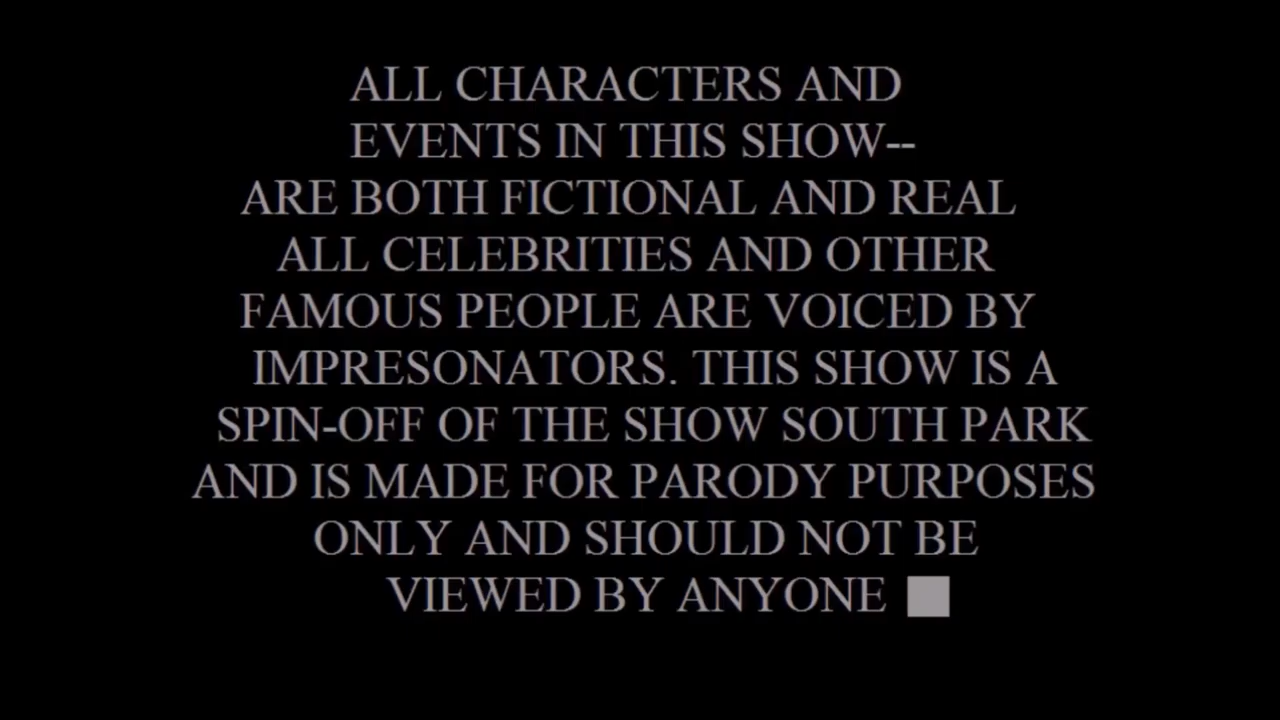 ALL CHARACTERS AND
EVENTS IN THIS SHOW--
ARE BOTH FICTIONAL AND REAL
ALL CELEBRITIES AND OTHER
FAMOUS PEOPLE ARE VOICED BY
IMPRESONATORS. THIS SHOW IS A
SPIN-OFF OF THE SHOW SOUTH PARK
AND IS MADE FOR PARODY PURPOSES
ONLY AND SHOULD NOT BE
VIEWED BY ANYONE